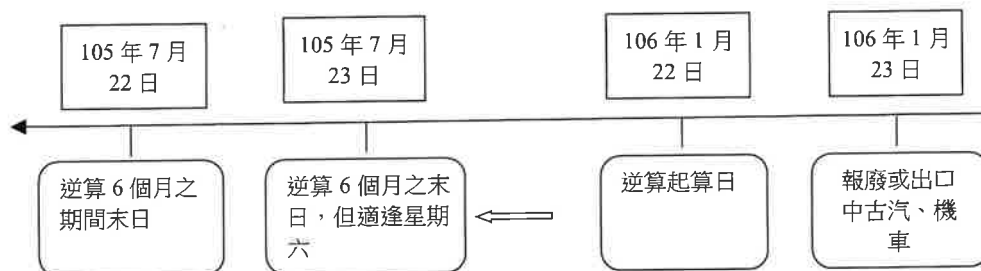 105 年 7 月
22 日
105 年 7 月
23 日
106 年 1 月
22 日
106 年 1 月
23 日
逆算 6 個月之
期間末日
逆算 6 個月之末
日，但適逢星期
六
逆算起算日
報廢或出口
中古汽、機
車